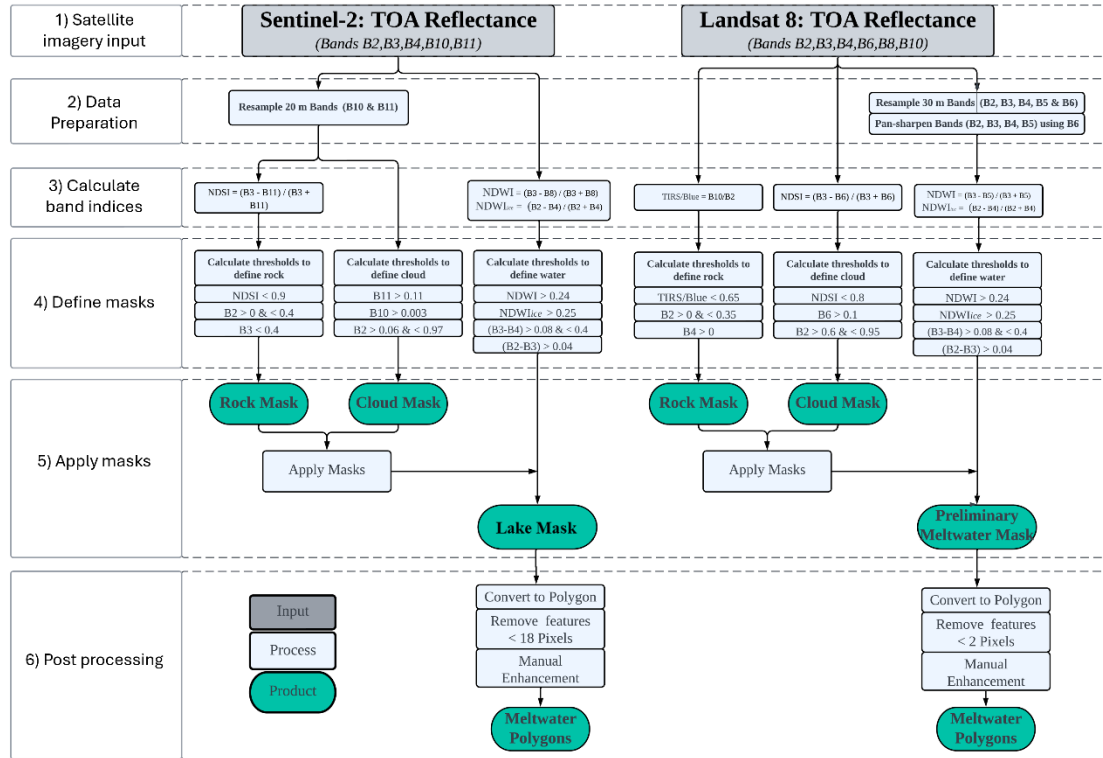 1) Satellite
imagery input
Sentinel-2: TOA Reflectance
(Bands B2,B3,B4,B10,B11)
Landsat 8: TOA Reflectance
(Bands B2,B3,B4,B6,B8,B10)
2) Data
Preparation
Resample 20 m Bands (B10 & B11)
Resample 30 m Bands (B2, B3, B4, B5 & B6)
Pan-sharpen Bands (B2, B3, B4, B5) using B6
3) Calculate
band indices
NDSI = (B3 - B11) / (B3 +
B11)
NDWI = (B3 - B8) / (B3 + B8)
NDWIice = (B2 - B4) / (B2 + B4)
TIRS/Blue = B10/B2
NDSI = (B3 - B6) / (B3 + B6)
NDWI = (B3 - B5) / (B3 + B5)
NDWIice = (B2 - B4) / (B2 + B4)
4) Define masks
Calculate thresholds to
define rock
NDSI < 0.9
B2 > 0 & < 0.4
B3 < 0.4
Calculate thresholds to
define cloud
B11 > 0.11
B10 > 0.003
B2 > 0.06 & < 0.97
Calculate thresholds to
define water
NDWI > 0.24
NDWIice > 0.25
(B3-B4) > 0.08 & < 0.4
(B2-B3) > 0.04
Calculate thresholds to
define rock
TIRS/Blue < 0.65
B2 > 0 & < 0.35
B4 > 0
Calculate thresholds to
define cloud
NDSI < 0.8
B6 > 0.1
B2 > 0.6 & < 0.95
Calculate thresholds to
define water
NDWI > 0.24
NDWIice > 0.25
(B3-B4) > 0.08 & < 0.4
(B2-B3) > 0.04
5) Apply masks
Rock Mask
Cloud Mask
Apply Masks
Lake Mask
Rock Mask
Cloud Mask
Apply Masks
Preliminary
Meltwater Mask
6) Post processing
Input
Process
Product
Convert to Polygon
Remove features
< 18 Pixels
Manual
Enhancement
Meltwater
Polygons
Convert to Polygon
Remove features
< 2 Pixels
Manual
Enhancement
Meltwater
Polygons